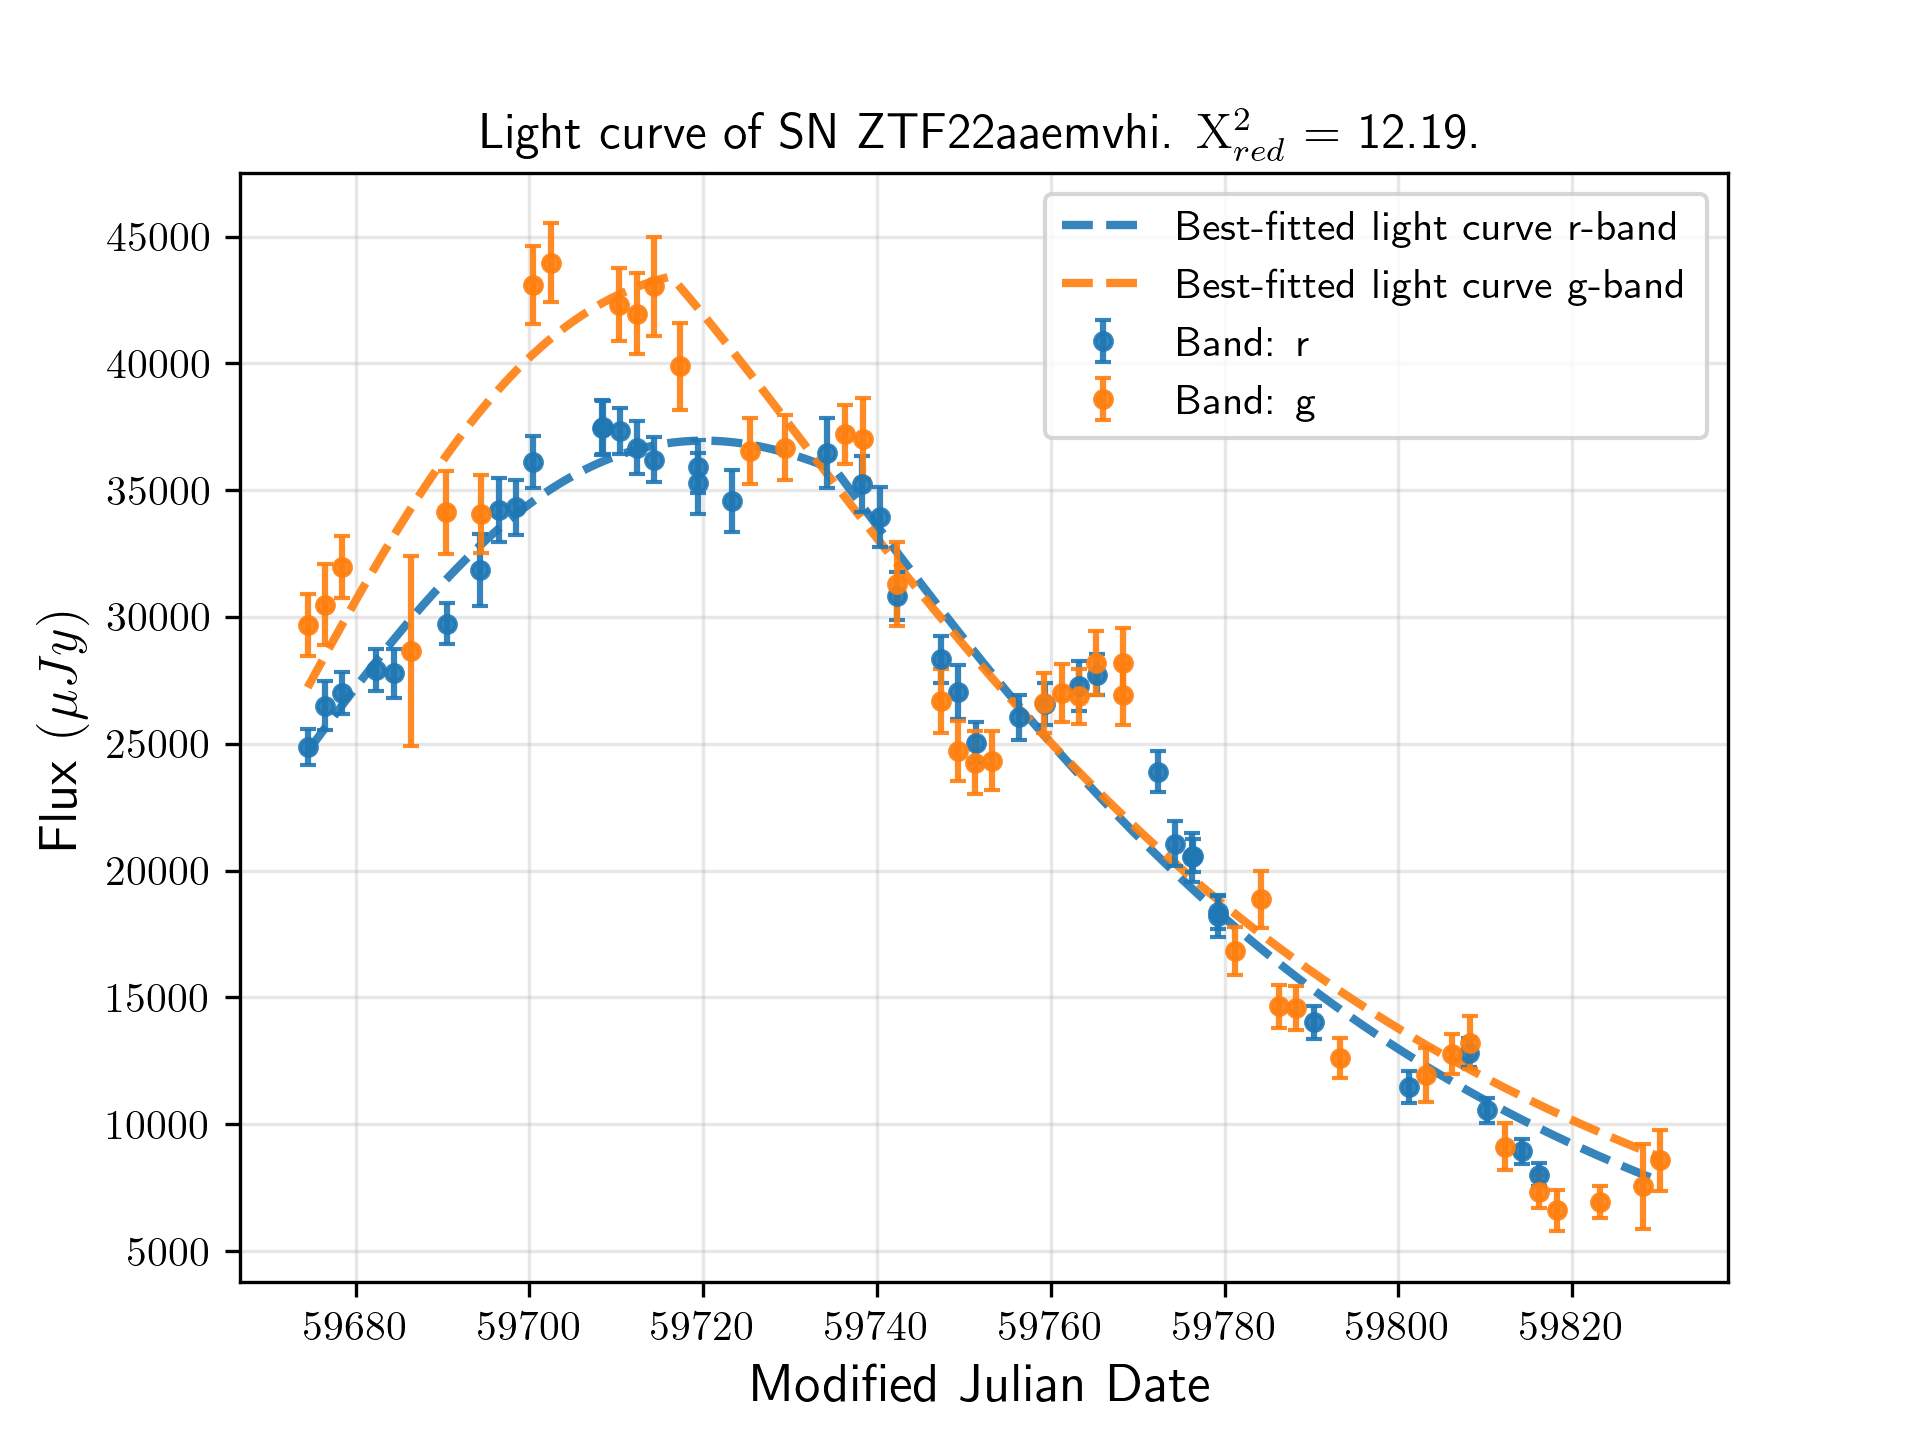 Light curve of SN ZTF22aaemvhi. X²_red = 12.19.
Best-fitted light curve r-band
Best-fitted light curve g-band
Band: r
Band: g
45000
40000
35000
30000
25000
20000
15000
10000
5000
Flux (μJy)
59680 59700 59720 59740 59760 59780 59800 59820
Modified Julian Date